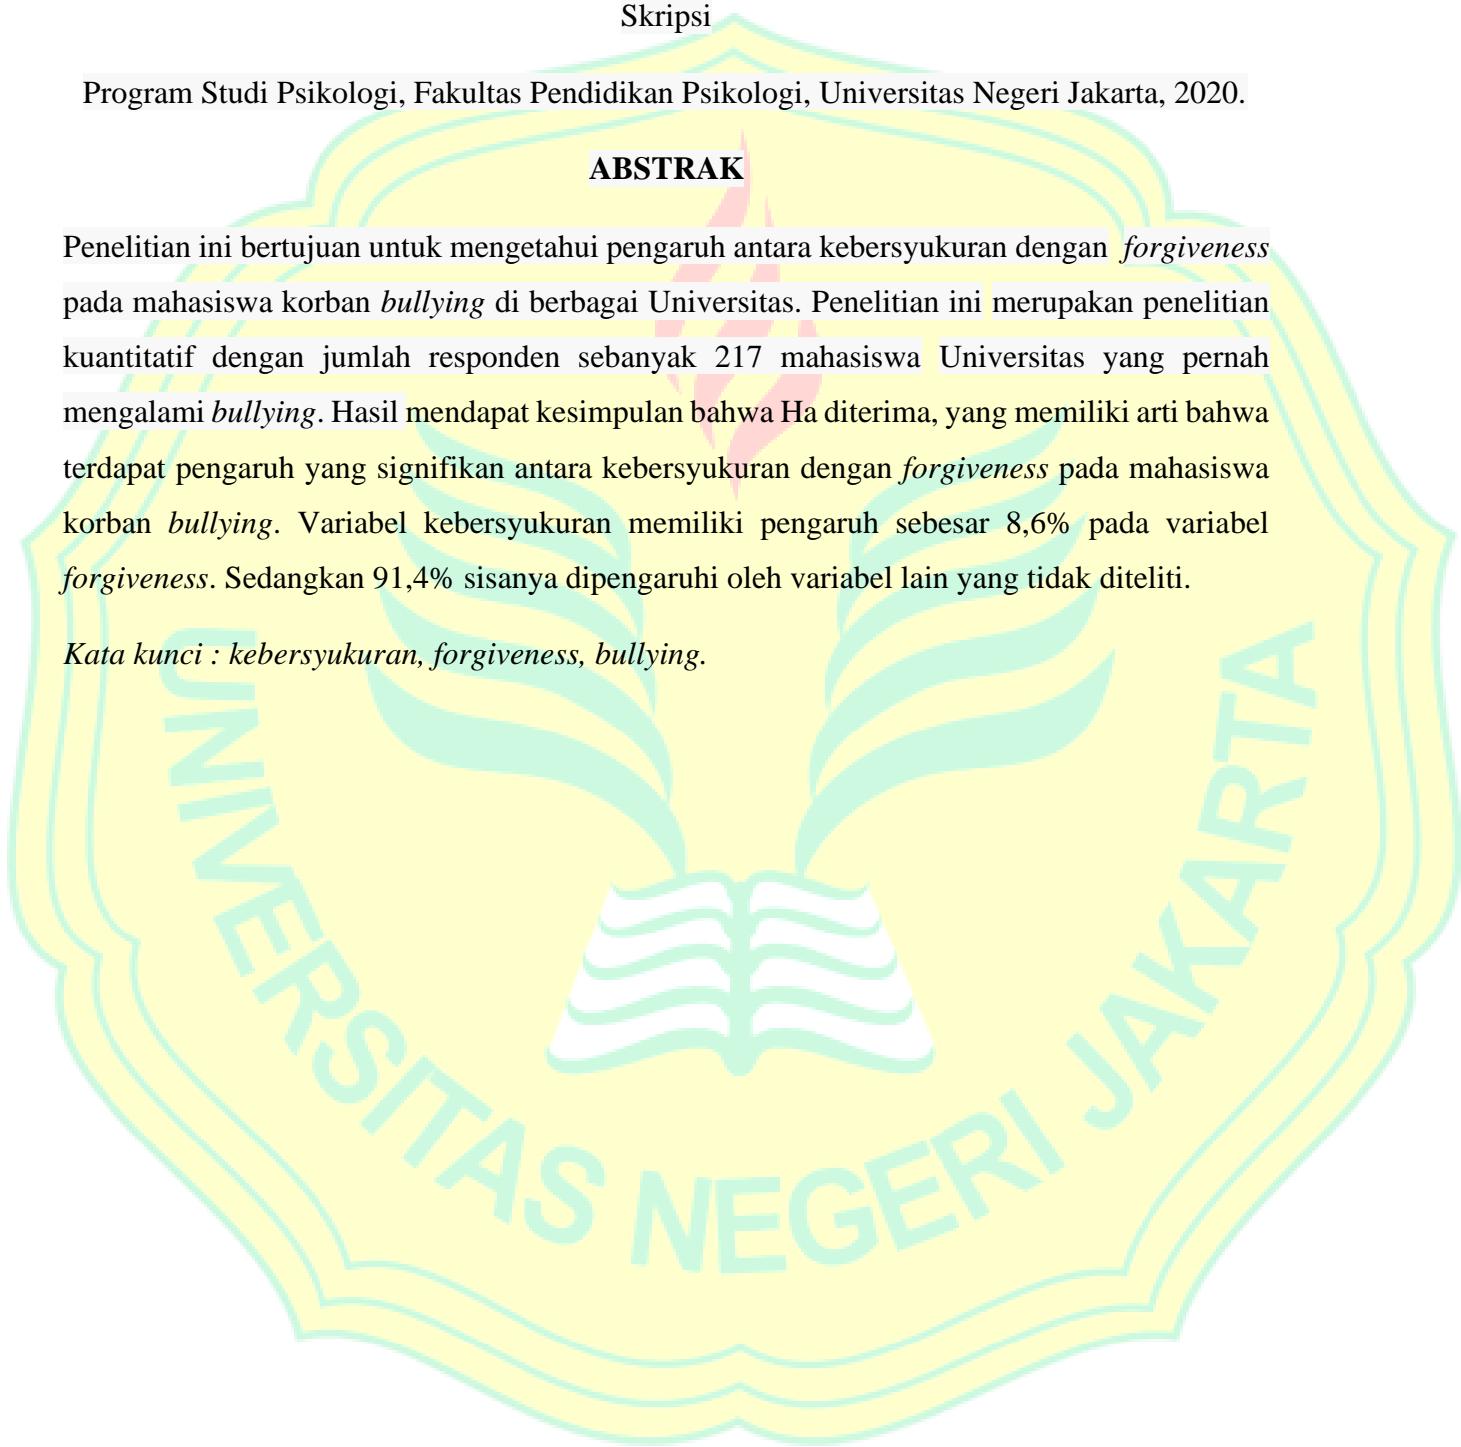 Skripsi
Program Studi Psikologi, Fakultas Pendidikan Psikologi, Universitas Negeri Jakarta, 2020.
ABSTRAK
Penelitian ini bertujuan untuk mengetahui pengaruh antara kebersyukuran dengan forgiveness
pada mahasiswa korban bullying di berbagai Universitas. Penelitian ini merupakan penelitian
kuantitatif dengan jumlah responden sebanyak 217 mahasiswa Universitas yang pernah
mengalami bullying. Hasil mendapat kesimpulan bahwa Ha diterima, yang memiliki arti bahwa
terdapat pengaruh yang signifikan antara kebersyukuran dengan forgiveness pada mahasiswa
korban bullying. Variabel kebersyukuran memiliki pengaruh sebesar 8,6% pada variabel
forgiveness. Sedangkan 91,4% sisanya dipengaruhi oleh variabel lain yang tidak diteliti.
Kata kunci : kebersyukuran, forgiveness, bullying.
UNIVERSITAS NEGERI JAKARTA